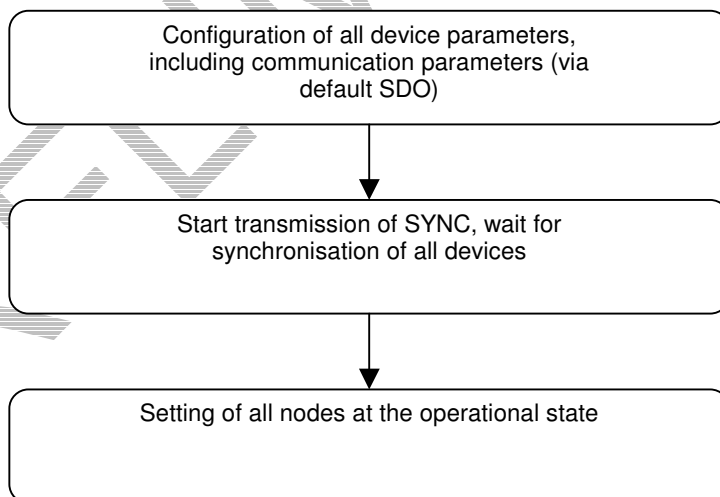 Configuration of all device parameters,
including communication parameters (via
default SDO)
Start transmission of SYNC, wait for
synchronisation of all devices
Setting of all nodes at the operational state